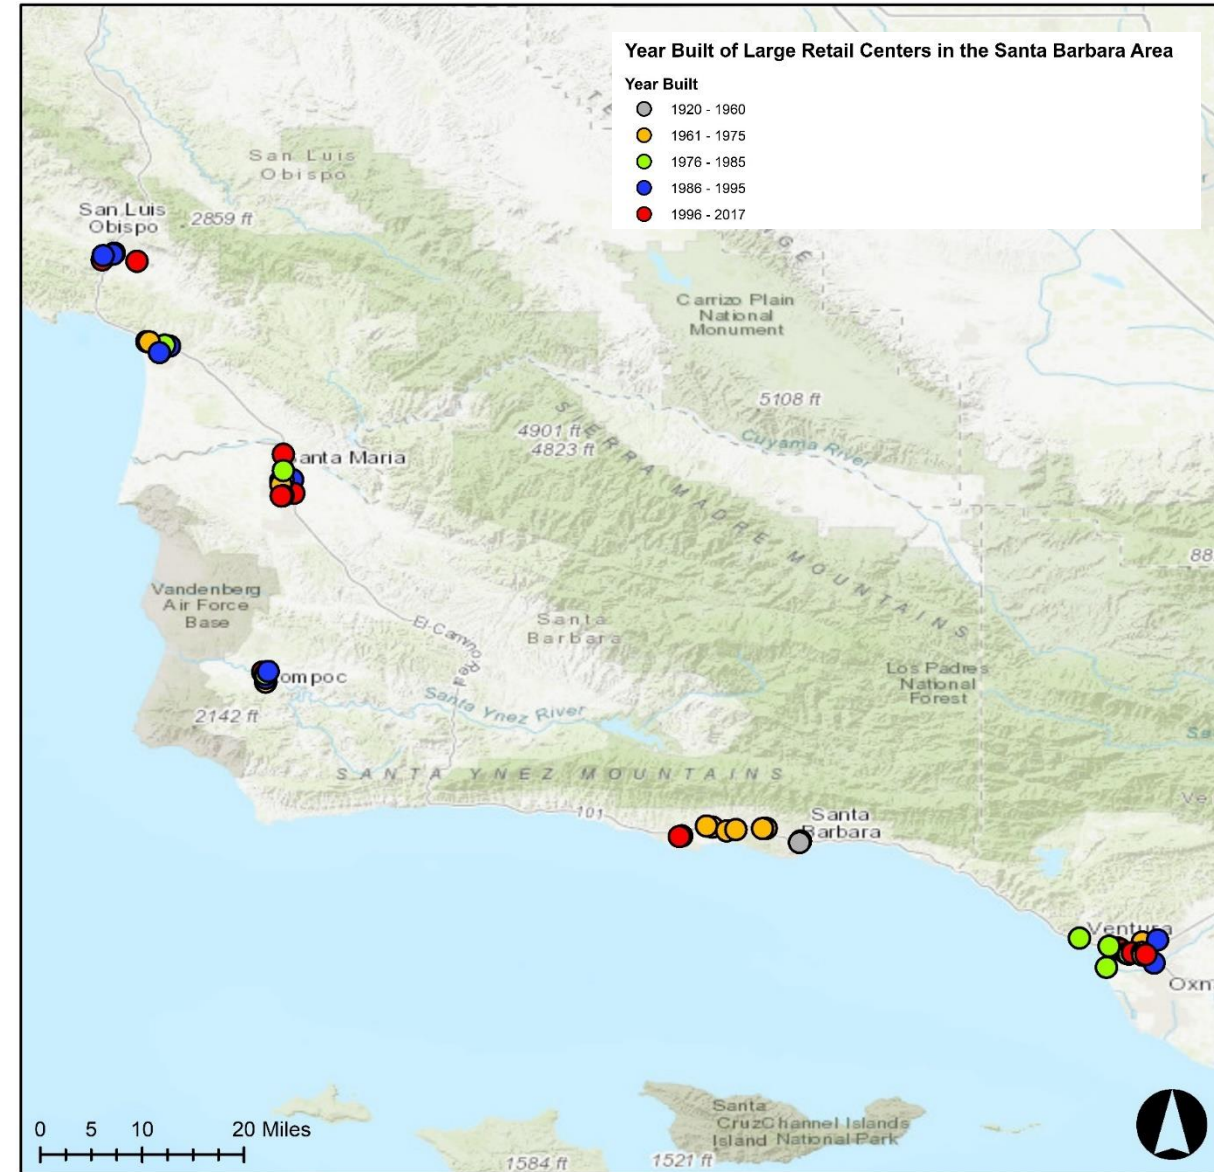 Year Built of Large Retail Centers in the Santa Barbara Area
Year Built
1920 - 1960
1961 - 1975
1976 - 1985
1986 - 1995
1996 - 2017
San Luis
Obispo
San Luis
Obispo
2859 ft
Carrizo Plain
National
Monument
5108 ft
4901 ft
4823 ft
Cuyama River
SIERRA MADRE MOUNTAINS
anta Maria
88
Vandenberg
Air Force
Base
El Camino Real
Santa
Barbara
Los Padres
National
Forest
ompoc
2142 ft
Santa Ynez River
Sa
SANTA YNEZ MOUNTAINS
Ve
101
Santa
Barbara
Ventura
Oxn
Santa
Cruz
Island
Channel Islands
National Park
0 5 10 20 Miles
1584 ft
1521 ft